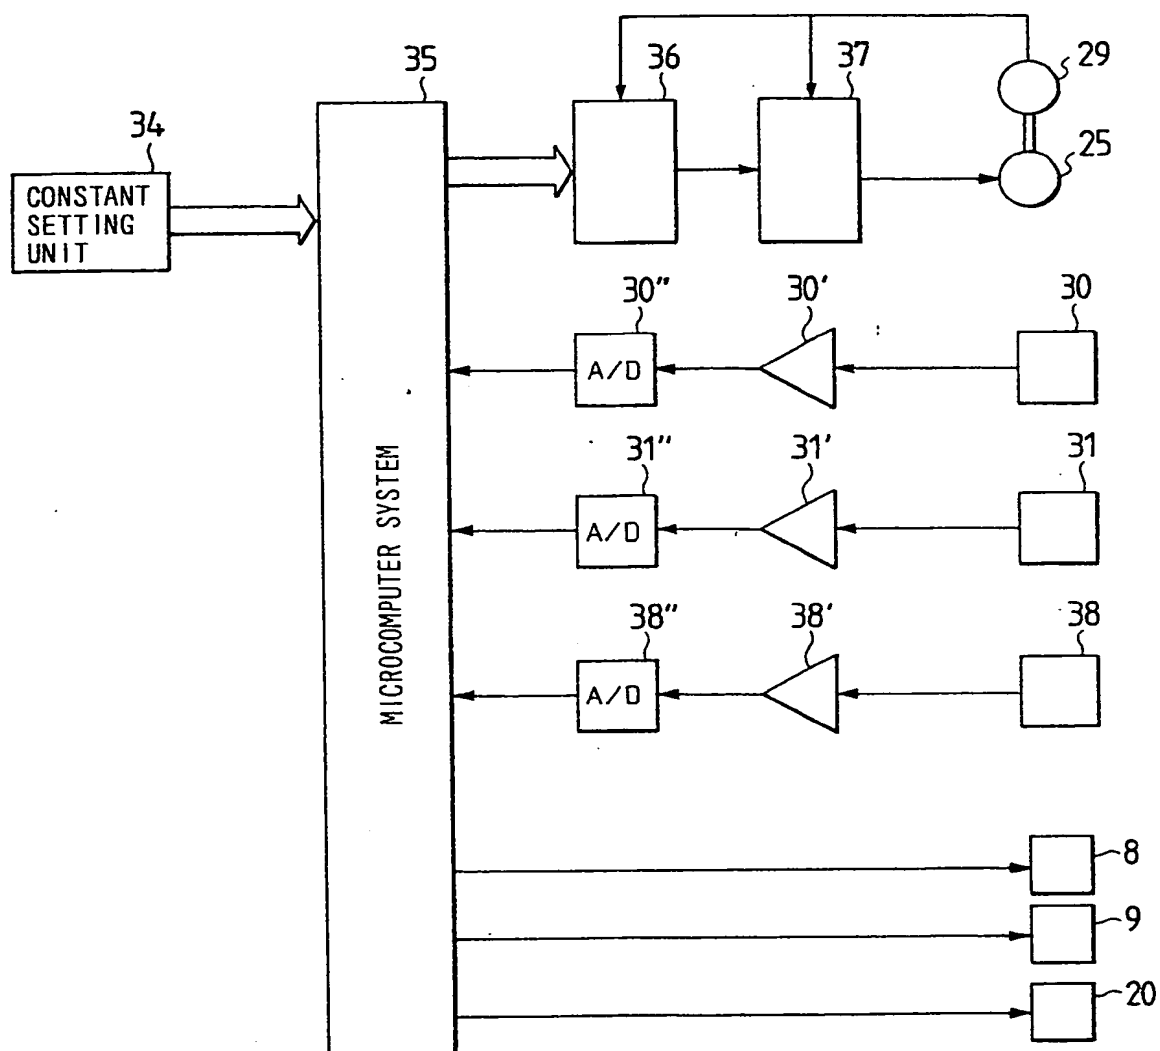 35
36
37
29
34
25
CONSTANT
SETTING
UNIT
30"
30'
30
A/D
31"
31'
31
A/D
MICROCOMPUTER SYSTEM
38"
38'
38
A/D
8
9
20